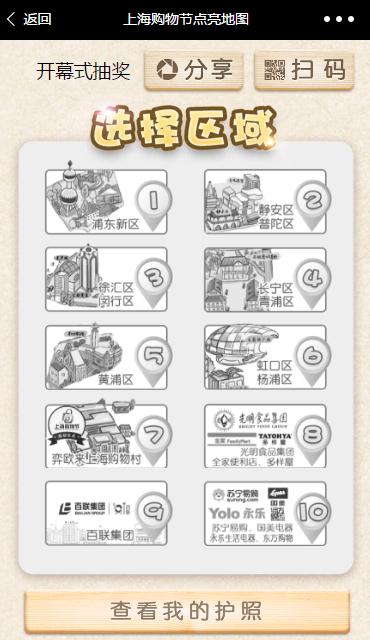 返回
上海购物节点亮地图
开幕式抽奖
分享
扫码
选择区域
1
浦东新区
2
静安区
普陀区
3
徐汇区
闵行区
4
长宁区
青浦区
5
黄浦区
6
虹口区
杨浦区
上海购物节
7
弈欧来上海购物村
光明食品集团
BRIGHT FOOD GROUP
全家 FamilyMart
TAYOHYA
多样屋
8
光明食品集团
全家便利店、多样屋
百联集团
BAILIAN GROUP
9
百联集团
苏宁易购
suning.com
国美
Yolo 永乐
10
苏宁易购、国美电器
永乐生活电器、东方购物
查看我的护照